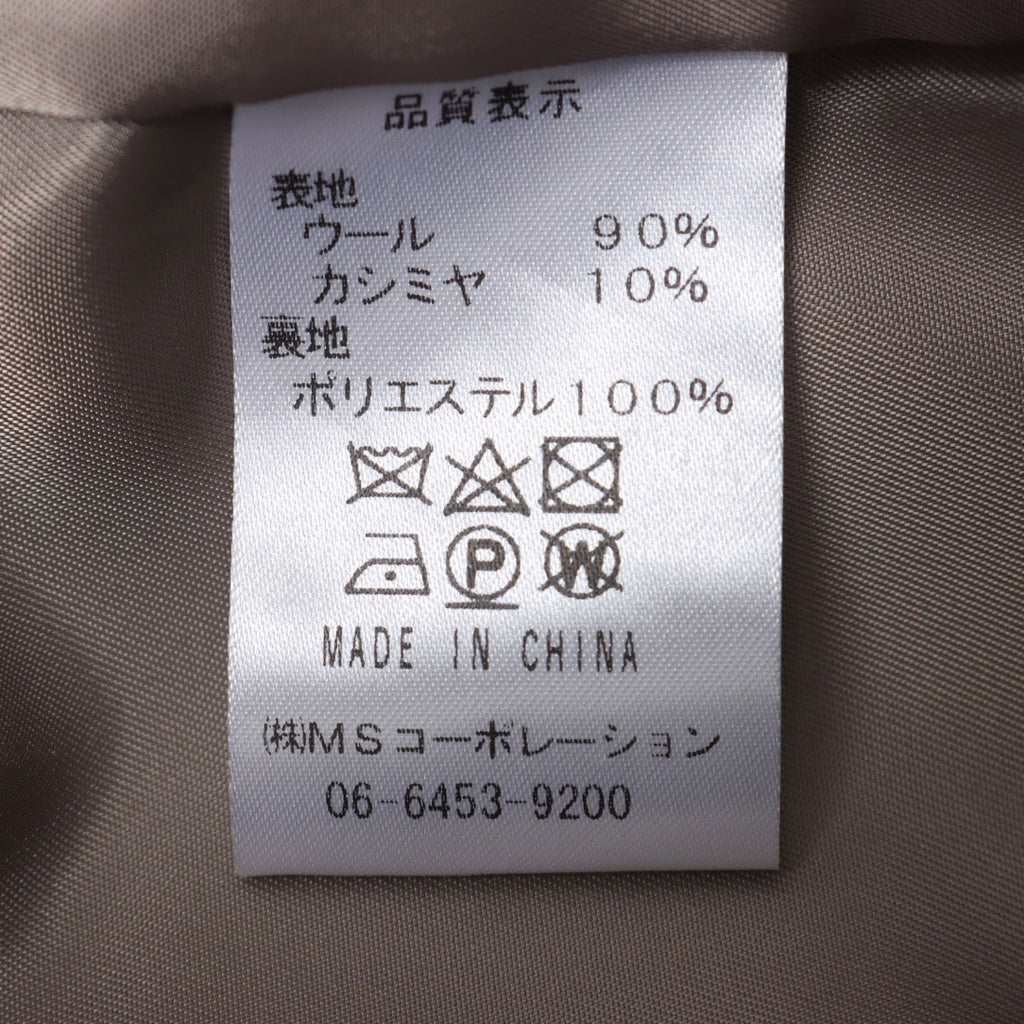 品質表示
表地
ウール 90%
カシミヤ 10%
裏地
ポリエステル100%
P W
MADE IN CHINA
㈱MSコーポレーション
06-6453-9200